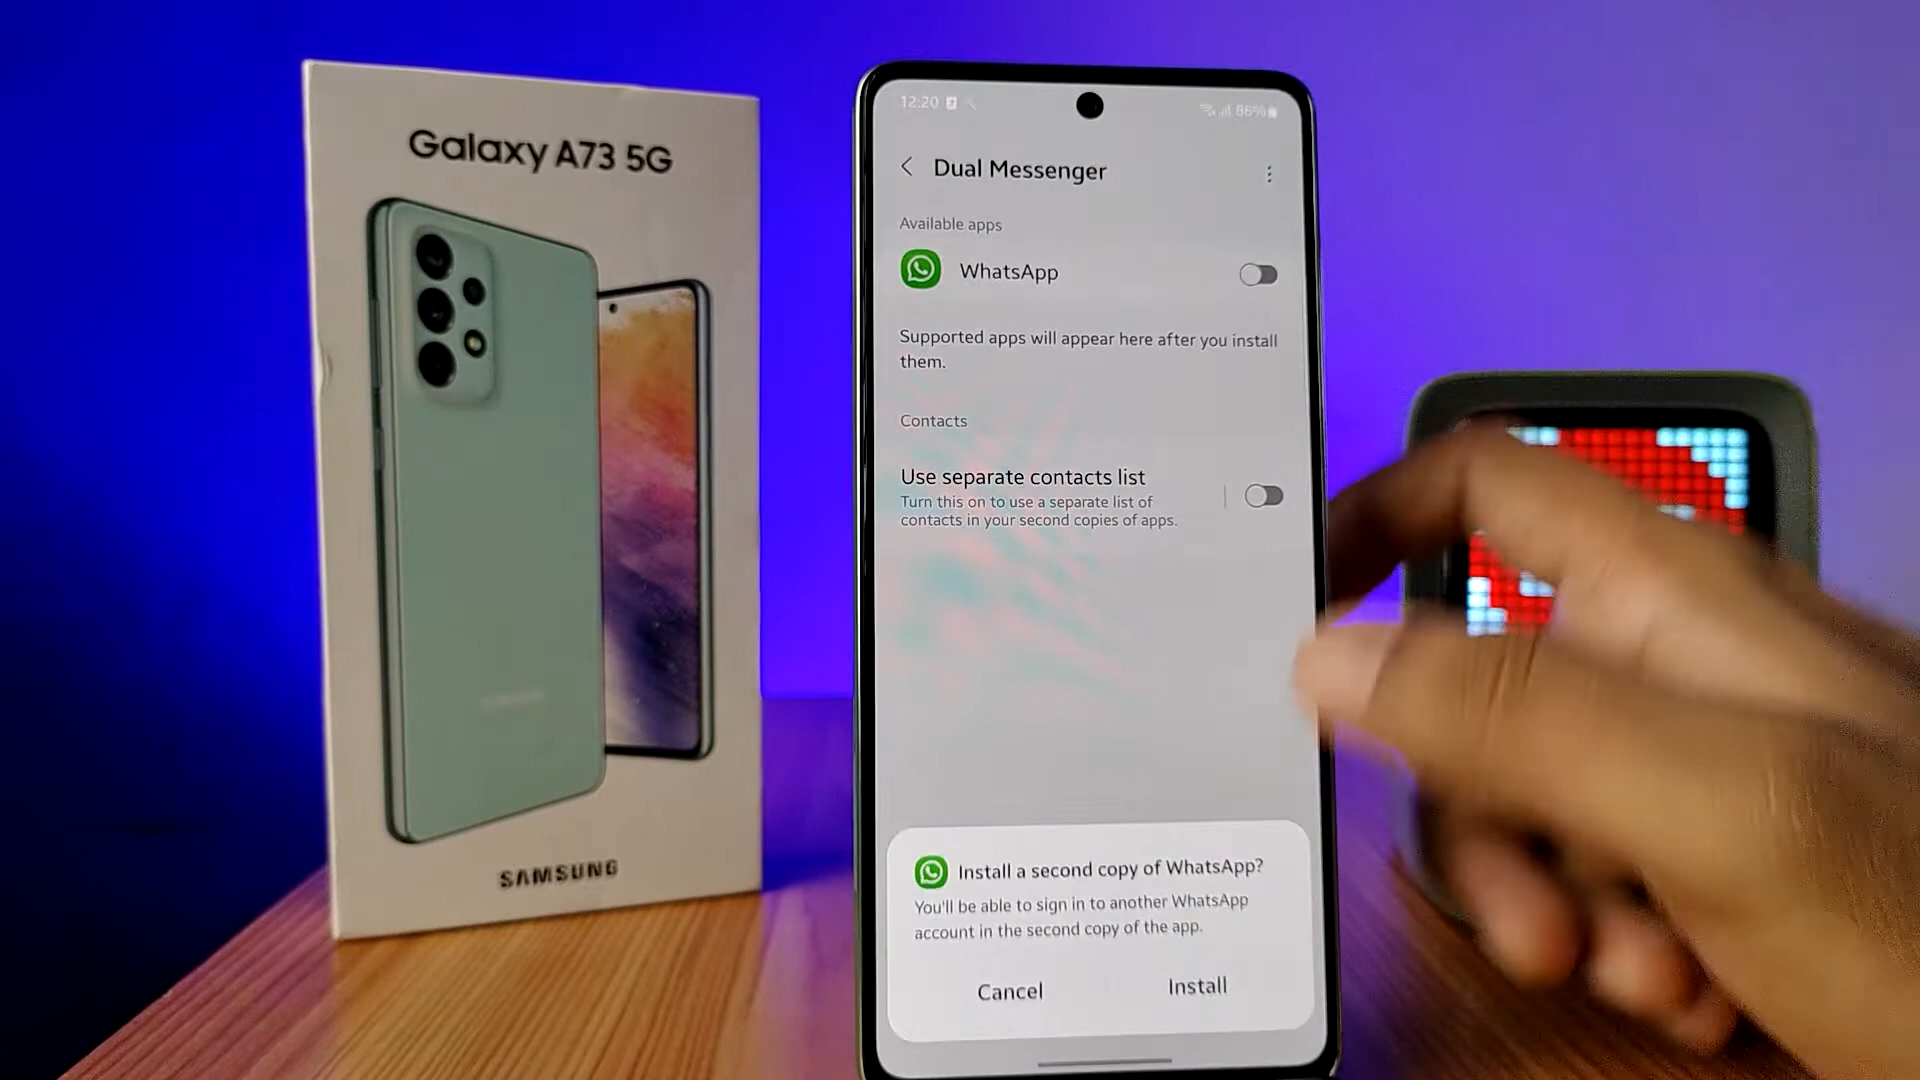 Galaxy A73 5G
SAMSUNG
12:20
86%
Dual Messenger
Available apps
WhatsApp
Supported apps will appear here after you install
them.
Contacts
Use separate contacts list
Turn this on to use a separate list of
contacts in your second copies of apps.
Install a second copy of WhatsApp?
You'll be able to sign in to another WhatsApp
account in the second copy of the app.
Cancel
Install